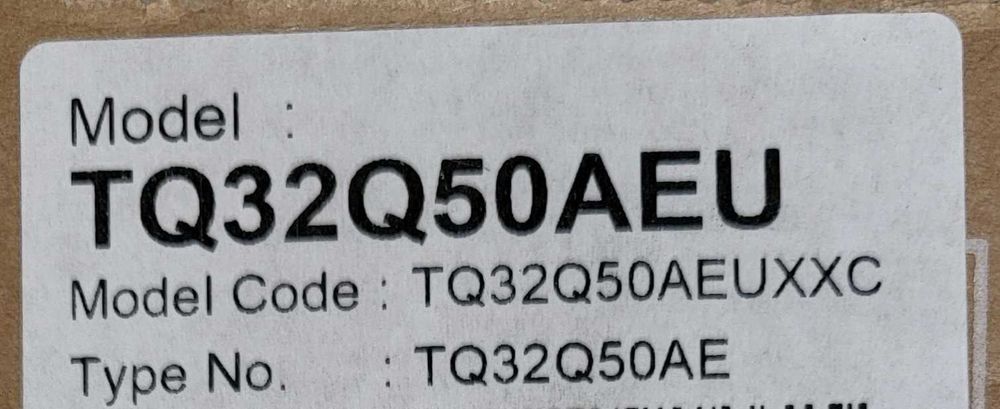 Model :
TQ32Q50AEU
Model Code : TQ32Q50AEUXXC
Type No. : TQ32Q50AE